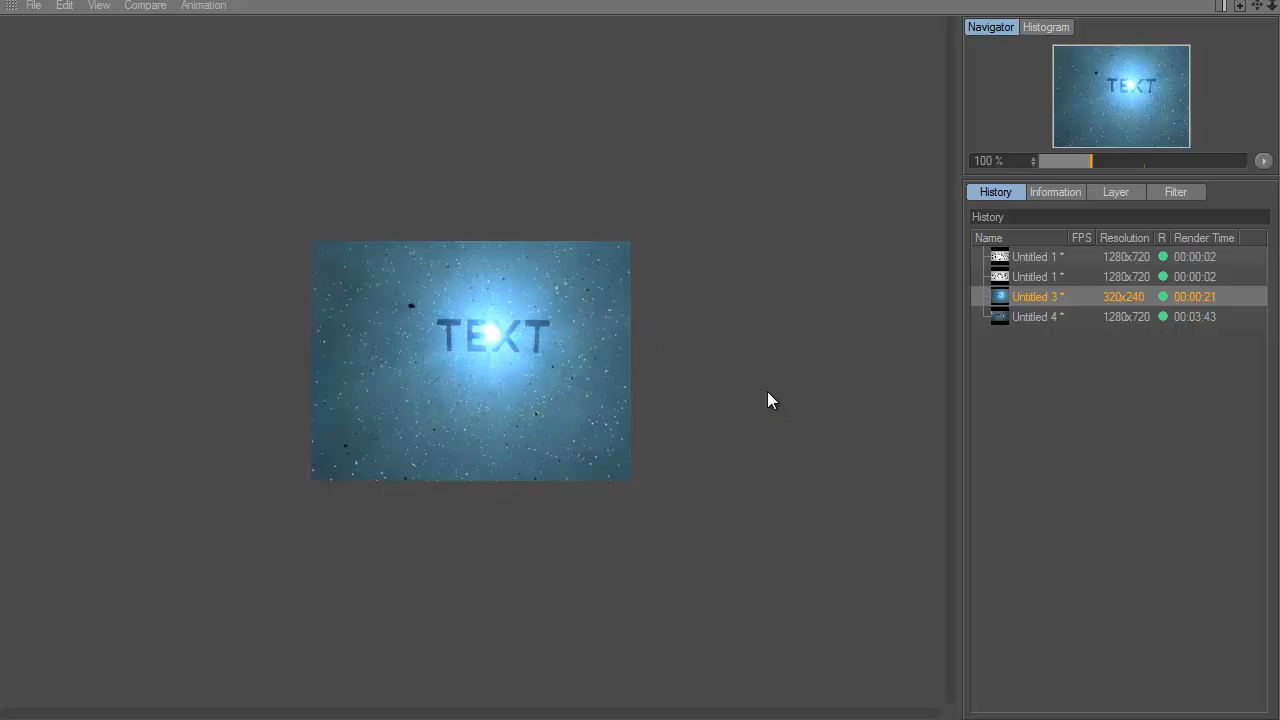 File Edit View Compare Animation
Navigator Histogram
TEXT
100 %
History Information Layer Filter
History
Name FPS Resolution R Render Time
Untitled 1 * 1280x720 00:00:02
Untitled 1 * 1280x720 00:00:02
Untitled 3 * 320x240 00:00:21
Untitled 4 * 1280x720 00:03:43
TEXT